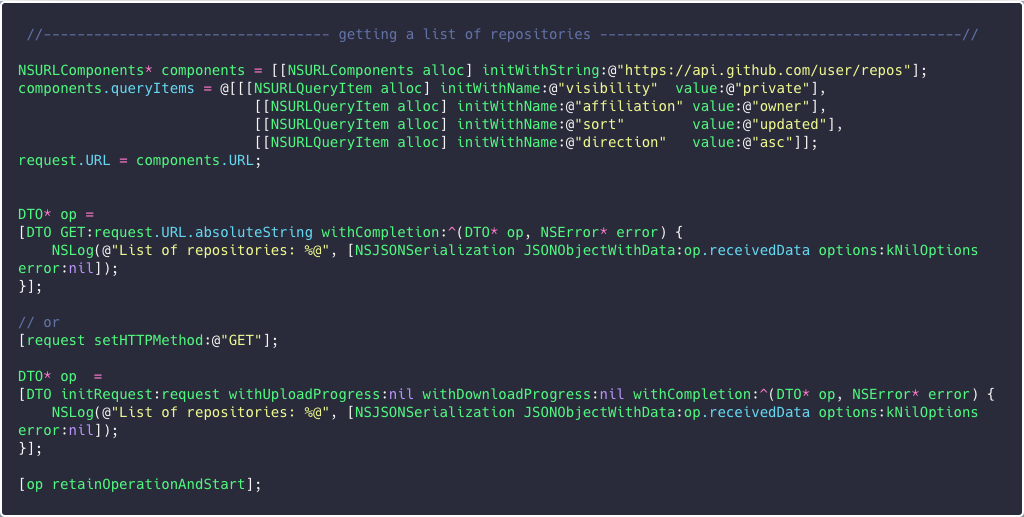 //---------------------------------- getting a list of repositories -------------------------------------------//
NSURLComponents* components = [[NSURLComponents alloc] initWithString:@"https://api.github.com/user/repos"];
components.queryItems = @[[[NSURLQueryItem alloc] initWithName:@"visibility"  value:@"private"],
                            [[NSURLQueryItem alloc] initWithName:@"affiliation" value:@"owner"],
                            [[NSURLQueryItem alloc] initWithName:@"sort"        value:@"updated"],
                            [[NSURLQueryItem alloc] initWithName:@"direction"   value:@"asc"]];
request.URL = components.URL;
DTO* op =
[DTO GET:request.URL.absoluteString withCompletion:^(DTO* op, NSError* error) {
    NSLog(@"List of repositories: %@", [NSJSONSerialization JSONObjectWithData:op.receivedData options:kNilOptions
error:nil]);
}];
// or
[request setHTTPMethod:@"GET"];
DTO* op  =
[DTO initRequest:request withUploadProgress:nil withDownloadProgress:nil withCompletion:^(DTO* op, NSError* error) {
    NSLog(@"List of repositories: %@", [NSJSONSerialization JSONObjectWithData:op.receivedData options:kNilOptions
error:nil]);
}];
[op retainOperationAndStart];